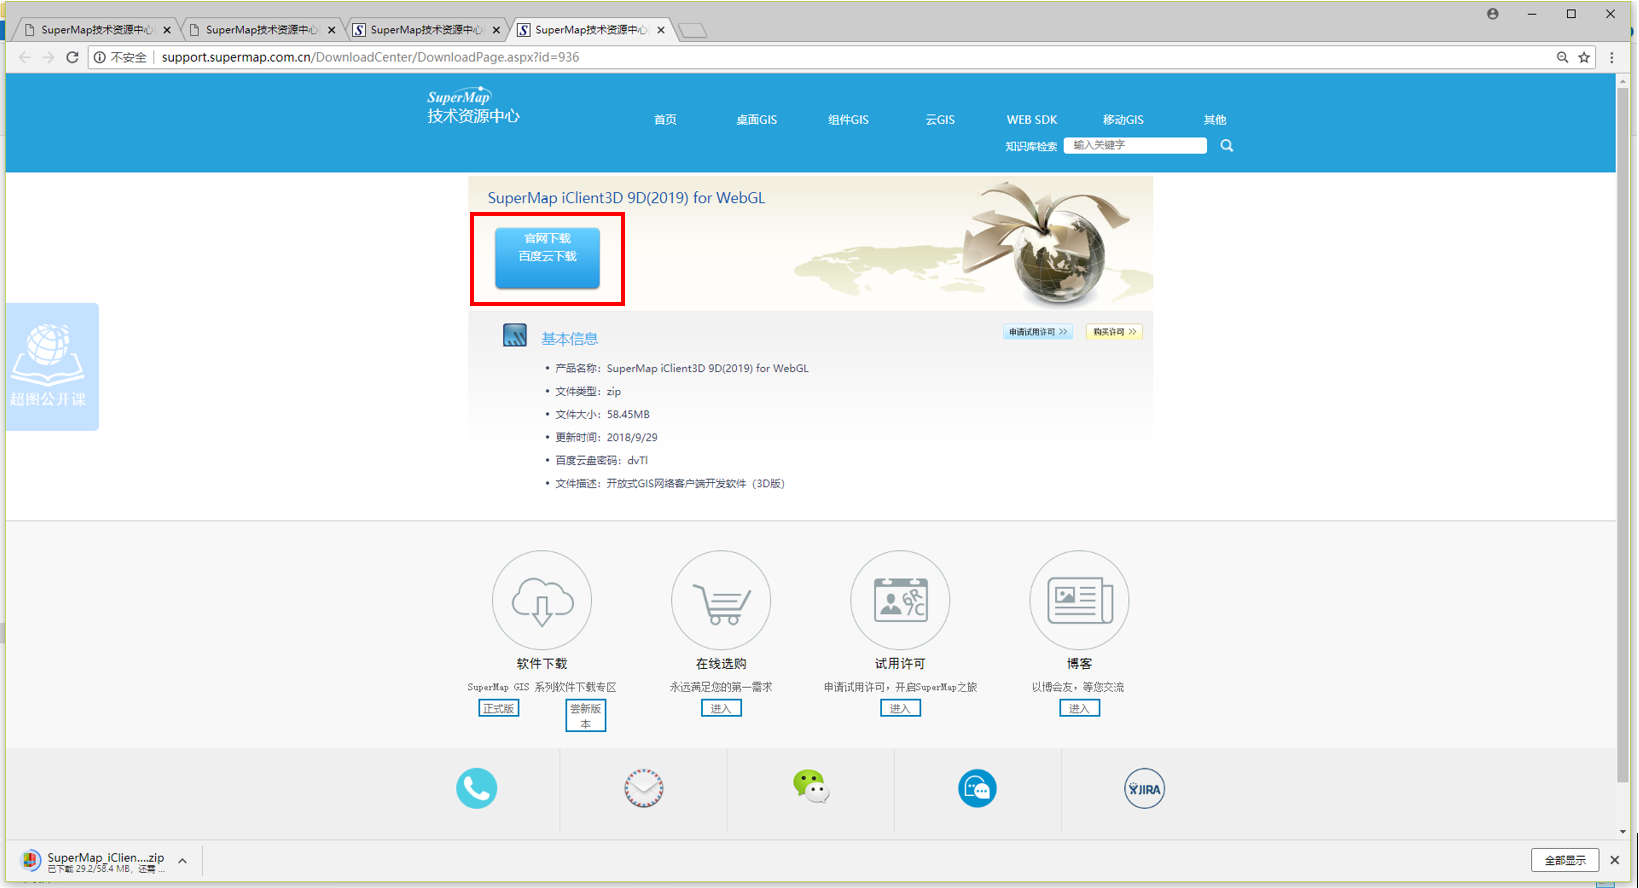 SuperMap技术资源中心
SuperMap技术资源中心
SuperMap技术资源中心
SuperMap技术资源中心
不安全
support.supermap.com.cn/DownloadCenter/DownloadPage.aspx?id=936
SuperMap
技术资源中心
首页
桌面GIS
组件GIS
云GIS
WEB SDK
移动GIS
其他
知识库检索
输入关键字
SuperMap iClient3D 9D(2019) for WebGL
官网下载
百度云下载
超图公开课
基本信息
申请试用许可 >>
购买许可 >>
• 产品名称：SuperMap iClient3D 9D(2019) for WebGL
• 文件类型：zip
• 文件大小：58.45MB
• 更新时间：2018/9/29
• 百度云盘密码：dvTl
• 文件描述：开放式GIS网络客户端开发软件（3D版）
软件下载
在线选购
试用许可
博客
SuperMap GIS 系列软件下载专区
永远满足您的第一需求
申请试用许可，开启SuperMap之旅
以博会友，等您交流
正式版
尝新版本
进入
进入
进入
JIRA
SuperMap_iClien....zip
已下载 29.2/58.4 MB，还需 ...
全部显示